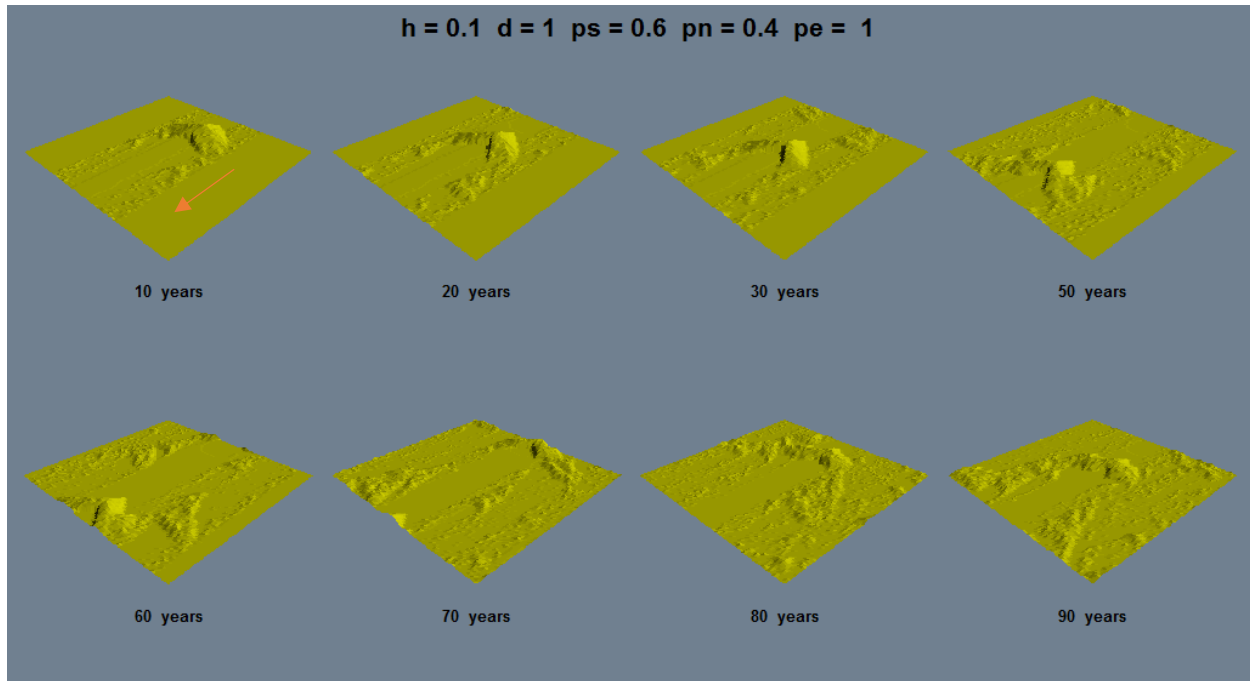 h = 0.1 d = 1 ps = 0.6 pn = 0.4 pe = 1
10 years
20 years
30 years
50 years
60 years
70 years
80 years
90 years